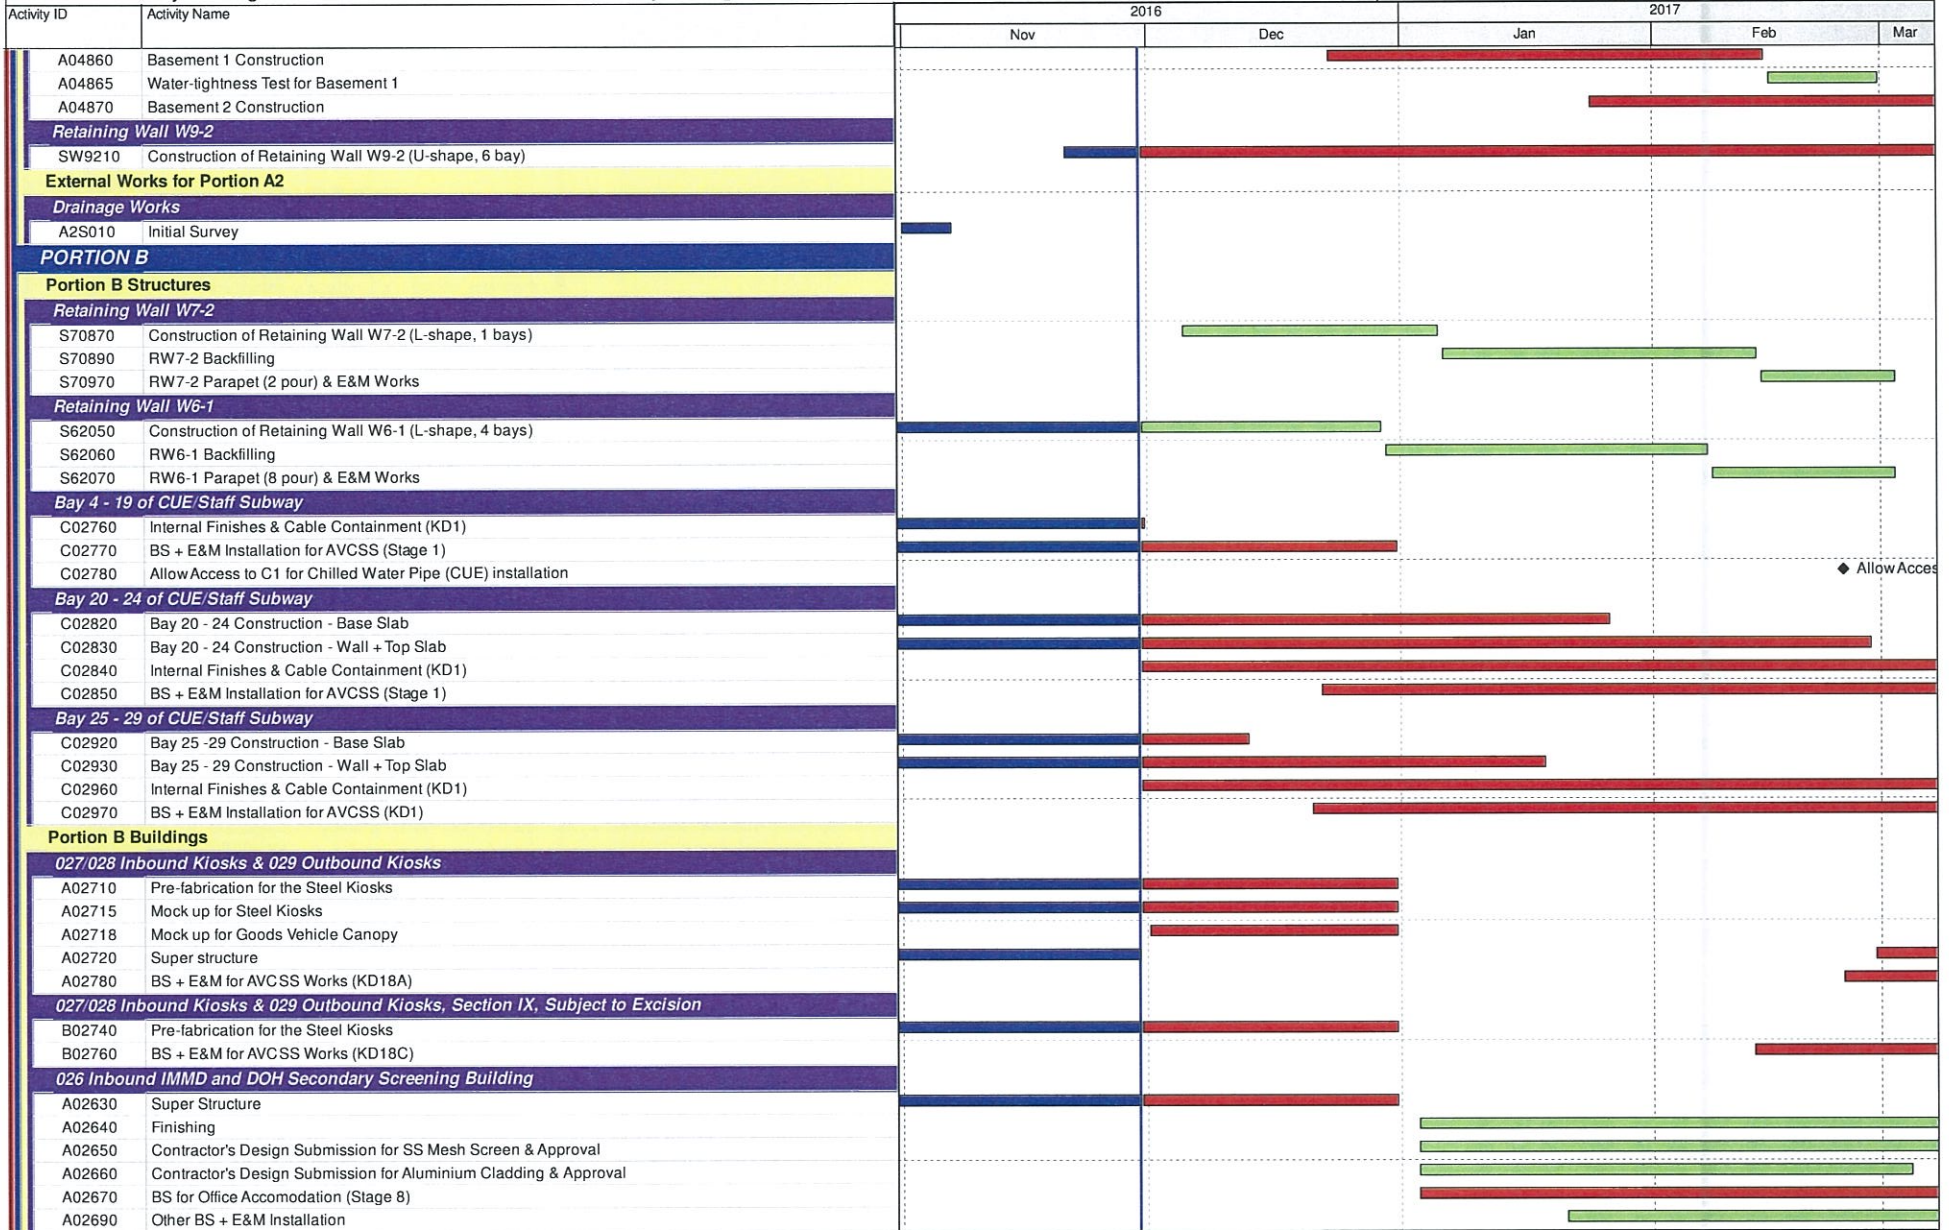 Activity ID Activity Name 2016 2017
Nov Dec Jan Feb Mar
A04860 Basement 1 Construction
A04865 Water-tightness Test for Basement 1
A04870 Basement 2 Construction
Retaining Wall W9-2
SW9210 Construction of Retaining Wall W9-2 (U-shape, 6 bay)
External Works for Portion A2
Drainage Works
A2S010 Initial Survey
PORTION B
Portion B Structures
Retaining Wall W7-2
S70870 Construction of Retaining Wall W7-2 (L-shape, 1 bays)
S70890 RW7-2 Backfilling
S70970 RW7-2 Parapet (2 pour) & E&M Works
Retaining Wall W6-1
S62050 Construction of Retaining Wall W6-1 (L-shape, 4 bays)
S62060 RW6-1 Backfilling
S62070 RW6-1 Parapet (8 pour) & E&M Works
Bay 4 - 19 of CUE/Staff Subway
C02760 Internal Finishes & Cable Containment (KD1)
C02770 BS + E&M Installation for AVCSS (Stage 1)
C02780 Allow Access to C1 for Chilled Water Pipe (CUE) installation Allow Acces
Bay 20 - 24 of CUE/Staff Subway
C02820 Bay 20 - 24 Construction - Base Slab
C02830 Bay 20 - 24 Construction - Wall + Top Slab
C02840 Internal Finishes & Cable Containment (KD1)
C02850 BS + E&M Installation for AVCSS (Stage 1)
Bay 25 - 29 of CUE/Staff Subway
C02920 Bay 25 -29 Construction - Base Slab
C02930 Bay 25 - 29 Construction - Wall + Top Slab
C02960 Internal Finishes & Cable Containment (KD1)
C02970 BS + E&M Installation for AVCSS (KD1)
Portion B Buildings
027/028 Inbound Kiosks & 029 Outbound Kiosks
A02710 Pre-fabrication for the Steel Kiosks
A02715 Mock up for Steel Kiosks
A02718 Mock up for Goods Vehicle Canopy
A02720 Super structure
A02780 BS + E&M for AVCSS Works (KD18A)
027/028 Inbound Kiosks & 029 Outbound Kiosks, Section IX, Subject to Excision
B02740 Pre-fabrication for the Steel Kiosks
B02760 BS + E&M for AVCSS Works (KD18C)
026 Inbound IMMD and DOH Secondary Screening Building
A02630 Super Structure
A02640 Finishing
A02650 Contractor's Design Submission for SS Mesh Screen & Approval
A02660 Contractor's Design Submission for Aluminium Cladding & Approval
A02670 BS for Office Accomodation (Stage 8)
A02690 Other BS + E&M Installation